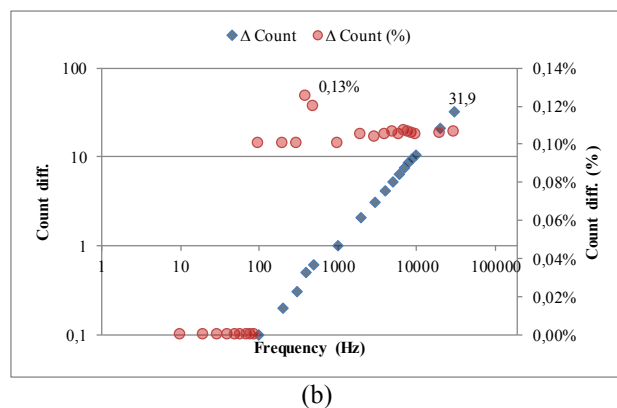 Δ Count Δ Count (%)
100 0,14%
0,13% 31,9 0,12%
10 0,10%
0,08%
1 0,06%
1 10 100 1000 10000 100000 0,04%
0,02%
0,1 0,00%
Frequency (Hz)
Count diff.
Count diff. (%)
(b)